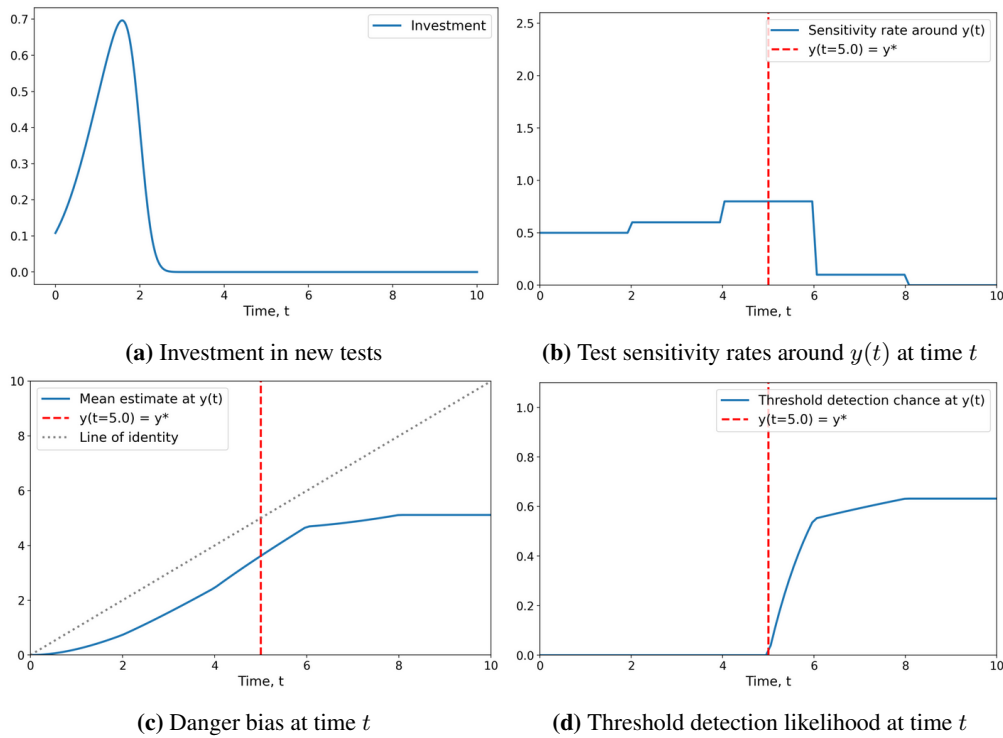 0.7
0.6
0.5
0.4
0.3
0.2
0.1
0.0
0 2 4 6 8 10
Time, t
Investment
(a) Investment in new tests
2.5
2.0
1.5
1.0
0.5
0.0
0 2 4 6 8 10
Time, t
Sensitivity rate around y(t)
y(t=5.0) = y*
(b) Test sensitivity rates around y(t) at time t
10
8
6
4
2
0
0 2 4 6 8 10
Time, t
Mean estimate at y(t)
y(t=5.0) = y*
Line of identity
(c) Danger bias at time t
1.0
0.8
0.6
0.4
0.2
0.0
0 2 4 6 8 10
Time, t
Threshold detection chance at y(t)
y(t=5.0) = y*
(d) Threshold detection likelihood at time t